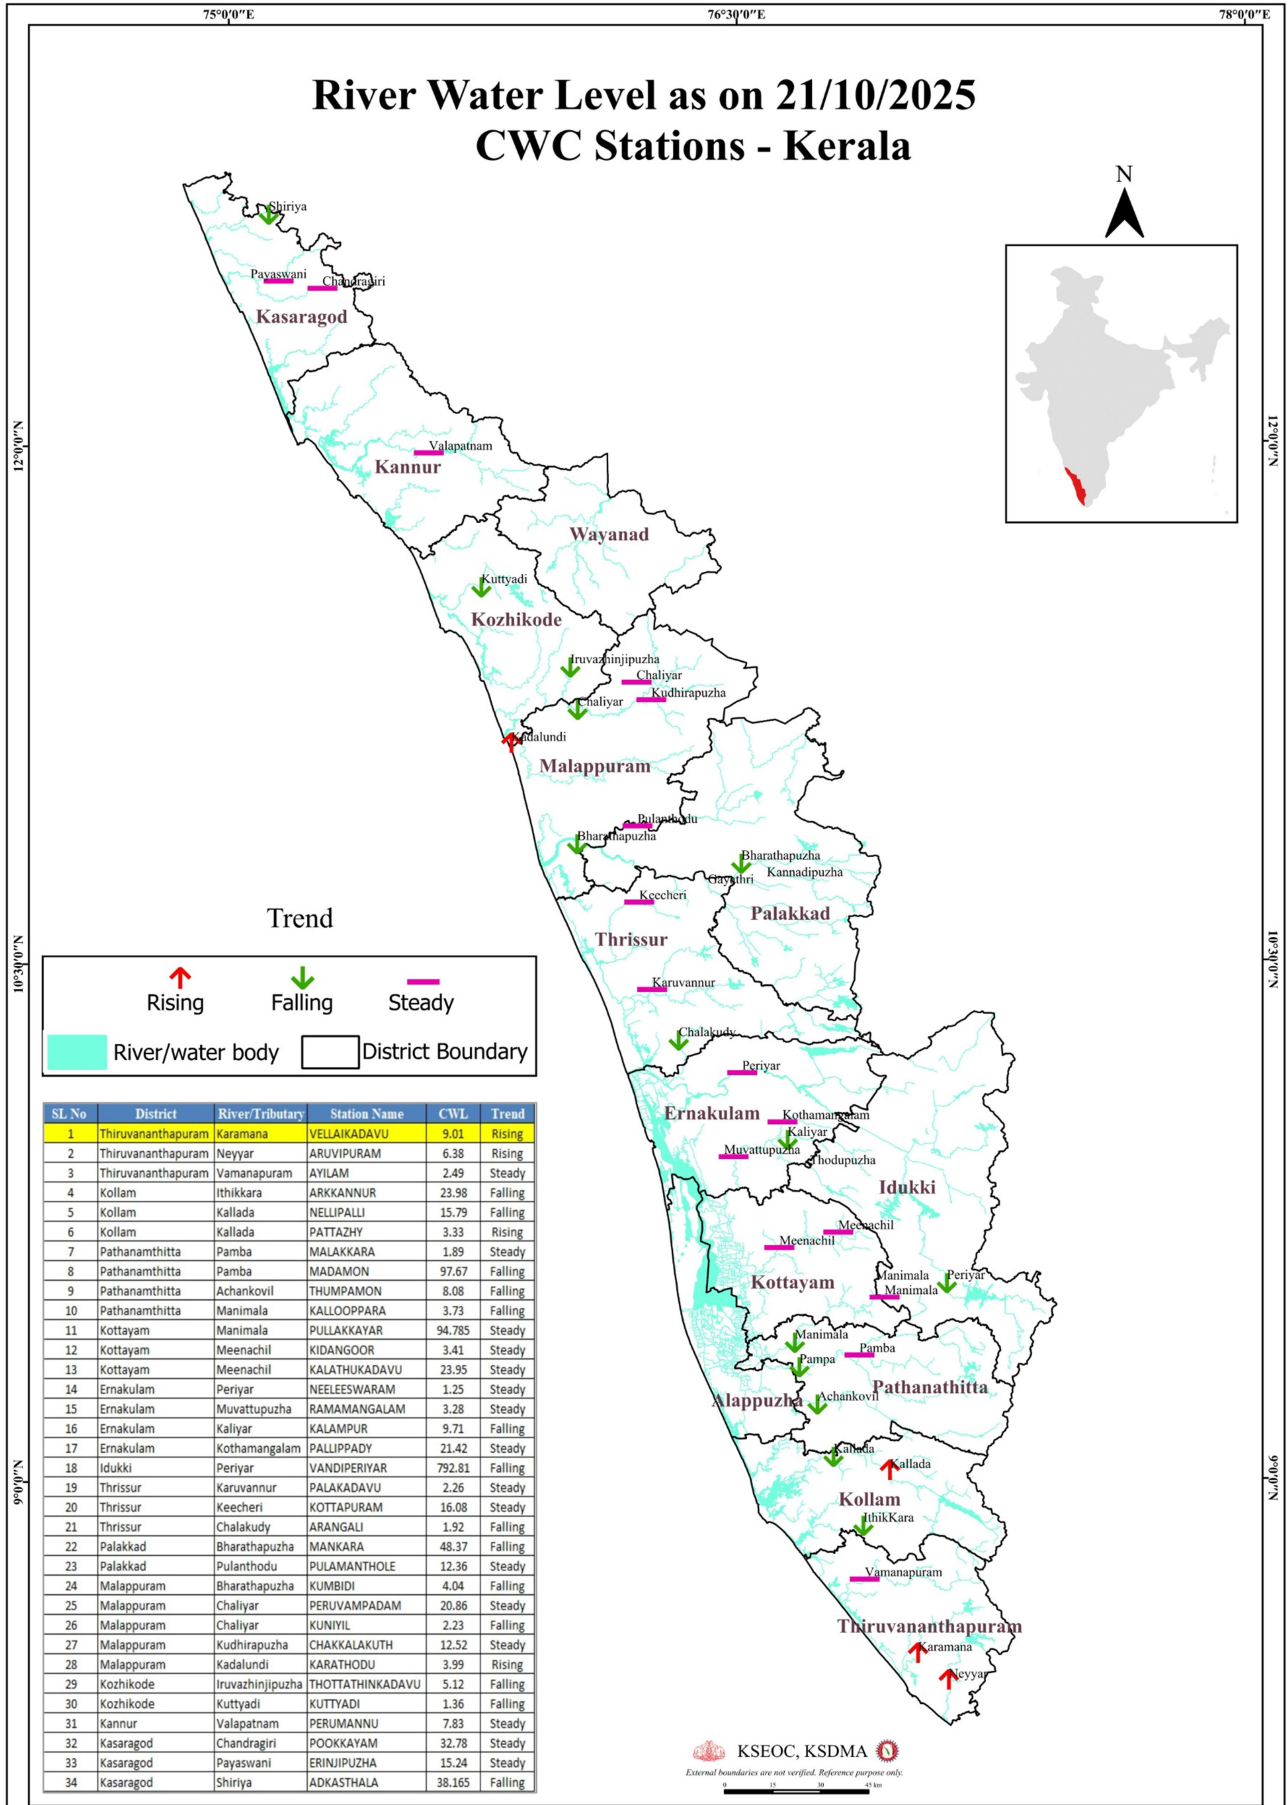 75°0'0"E 76°30'0"E 78°0'0"E
River Water Level as on 21/10/2025
CWC Stations - Kerala
N
Shiriya
Payaswani
Chandragiri
Kasaragod
12°0'0"N 12°0'0"N
Valapatnam
Kannur
Wayanad
Kuttyadi
Kozhikode
Iruvazhinjipuzha
Chaliyar
Kudhirapuzha
Chaliyar
Kadalundi
Malappuram
Pulanthodu
Bharathapuzha
Bharathapuzha
Kannadipuzha
Gayathri
Keecheri
Palakkad
Thrissur
10°30'0"N 10°30'0"N
Karuvannur
Chalakudy
Periyar
Ernakulam
Kothamangalam
Kaliyar
Muvattupuzha
Thodupuzha
Idukki
Meenachil
Meenachil
Kottayam
Manimala
Periyar
Manimala
Manimala
Pamba
Pampa
Pathanathitta
Achankovil
Alappuzha
Kallada
Kallada
9°0'0"N 9°0'0"N
Kollam
IthikKara
Vamanapuram
Thiruvananthapuram
Karamana
Neyyar
Trend
Rising Falling Steady
River/water body District Boundary
SL No District River/Tributary Station Name CWL Trend
1 Thiruvananthapuram Karamana VELLAIKADAVU 9.01 Rising
2 Thiruvananthapuram Neyyar ARUVIPURAM 6.38 Rising
3 Thiruvananthapuram Vamanapuram AYILAM 2.49 Steady
4 Kollam Ithikkara ARKKANNUR 23.98 Falling
5 Kollam Kallada NELLIPALLI 15.79 Falling
6 Kollam Kallada PATTAZHY 3.33 Rising
7 Pathanamthitta Pamba MALAKKARA 1.89 Steady
8 Pathanamthitta Pamba MADAMON 97.67 Falling
9 Pathanamthitta Achankovil THUMPAMON 8.08 Falling
10 Pathanamthitta Manimala KALLOOPPARA 3.73 Falling
11 Kottayam Manimala PULLAKKAYAR 94.785 Steady
12 Kottayam Meenachil KIDANGOOR 3.41 Steady
13 Kottayam Meenachil KALATHUKADAVU 23.95 Steady
14 Ernakulam Periyar NEELEESWARAM 1.25 Steady
15 Ernakulam Muvattupuzha RAMAMANGALAM 3.28 Steady
16 Ernakulam Kaliyar KALAMPUR 9.71 Falling
17 Ernakulam Kothamangalam PALLIPPADY 21.42 Steady
18 Idukki Periyar VANDIPERIYAR 792.81 Falling
19 Thrissur Karuvannur PALAKADAVU 2.26 Steady
20 Thrissur Keecheri KOTTAPURAM 16.08 Steady
21 Thrissur Chalakudy ARANGALI 1.92 Falling
22 Palakkad Bharathapuzha MANKARA 48.37 Falling
23 Palakkad Pulanthodu PULAMANTHOLE 12.36 Steady
24 Malappuram Bharathapuzha KUMBIDI 4.04 Falling
25 Malappuram Chaliyar PERUVAMPADAM 20.86 Steady
26 Malappuram Chaliyar KUNIYIL 2.23 Falling
27 Malappuram Kudhirapuzha CHAKKALAKUTH 12.52 Steady
28 Malappuram Kadalundi KARATHODU 3.99 Rising
29 Kozhikode Iruvazhinjipuzha THOTTATHINKADAVU 5.12 Falling
30 Kozhikode Kuttyadi KUTTYADI 1.36 Falling
31 Kannur Valapatnam PERUMANNU 7.83 Steady
32 Kasaragod Chandragiri POOKKAYAM 32.78 Steady
33 Kasaragod Payaswani ERINJIPUZHA 15.24 Steady
34 Kasaragod Shiriya ADKASTHALA 38.165 Falling
KSEOC, KSDMA
External boundaries are not verified. Reference purpose only.
0 15 30 45 km